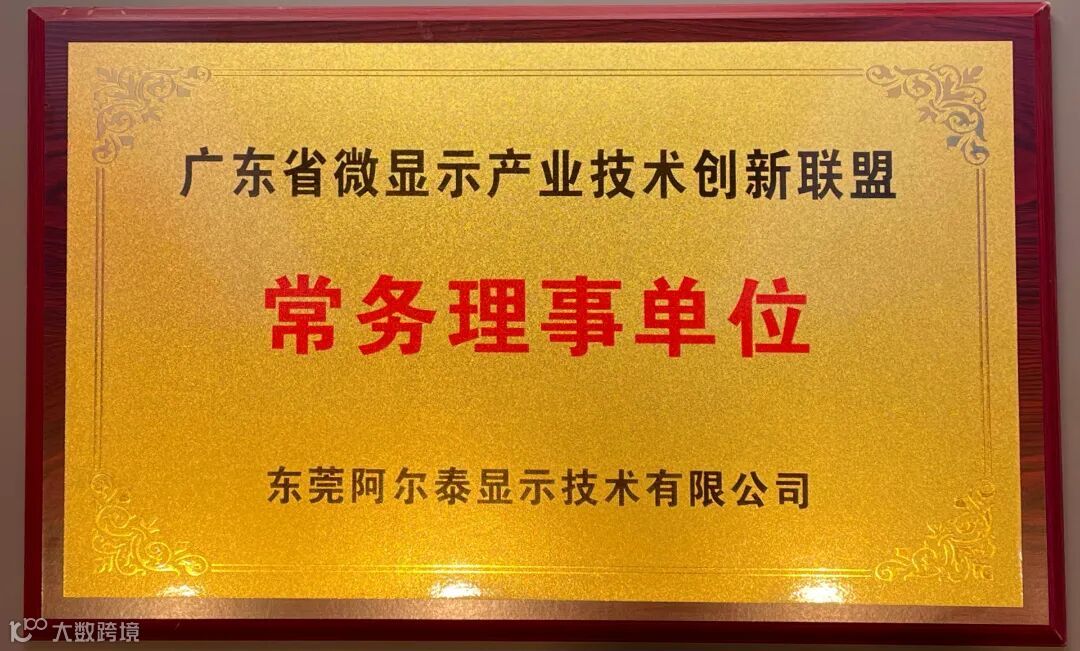 广东省微显示产业技术创新联盟
常务理事单位
东莞阿尔泰显示技术有限公司
大数跨境